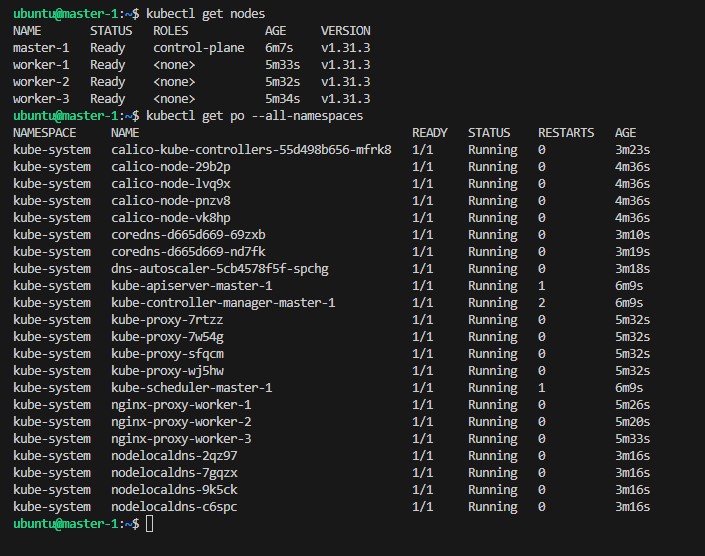 ubuntu@master-1:~$ kubectl get nodes
NAME       STATUS   ROLES           AGE     VERSION
master-1   Ready    control-plane   6m7s    v1.31.3
worker-1   Ready    <none>          5m33s   v1.31.3
worker-2   Ready    <none>          5m32s   v1.31.3
worker-3   Ready    <none>          5m34s   v1.31.3
ubuntu@master-1:~$ kubectl get po --all-namespaces
NAMESPACE     NAME                                       READY   STATUS    RESTARTS   AGE
kube-system   calico-kube-controllers-55d498b656-mfrk8   1/1     Running   0          3m23s
kube-system   calico-node-29b2p                          1/1     Running   0          4m36s
kube-system   calico-node-lvq9x                          1/1     Running   0          4m36s
kube-system   calico-node-pnzv8                          1/1     Running   0          4m36s
kube-system   calico-node-vk8hp                          1/1     Running   0          4m36s
kube-system   coredns-d665d669-69zxb                     1/1     Running   0          3m10s
kube-system   coredns-d665d669-nd7fk                     1/1     Running   0          3m19s
kube-system   dns-autoscaler-5cb4578f5f-spchg            1/1     Running   0          3m18s
kube-system   kube-apiserver-master-1                    1/1     Running   1          6m9s
kube-system   kube-controller-manager-master-1           1/1     Running   2          6m9s
kube-system   kube-proxy-7rtzz                           1/1     Running   0          5m32s
kube-system   kube-proxy-7w54g                           1/1     Running   0          5m32s
kube-system   kube-proxy-sfqcm                           1/1     Running   0          5m32s
kube-system   kube-proxy-wj5hw                           1/1     Running   0          5m32s
kube-system   kube-scheduler-master-1                    1/1     Running   1          6m9s
kube-system   nginx-proxy-worker-1                       1/1     Running   0          5m26s
kube-system   nginx-proxy-worker-2                       1/1     Running   0          5m20s
kube-system   nginx-proxy-worker-3                       1/1     Running   0          5m33s
kube-system   nodelocaldns-2qz97                         1/1     Running   0          3m16s
kube-system   nodelocaldns-7gqzx                         1/1     Running   0          3m16s
kube-system   nodelocaldns-9k5ck                         1/1     Running   0          3m16s
kube-system   nodelocaldns-c6spc                         1/1     Running   0          3m16s
ubuntu@master-1:~$